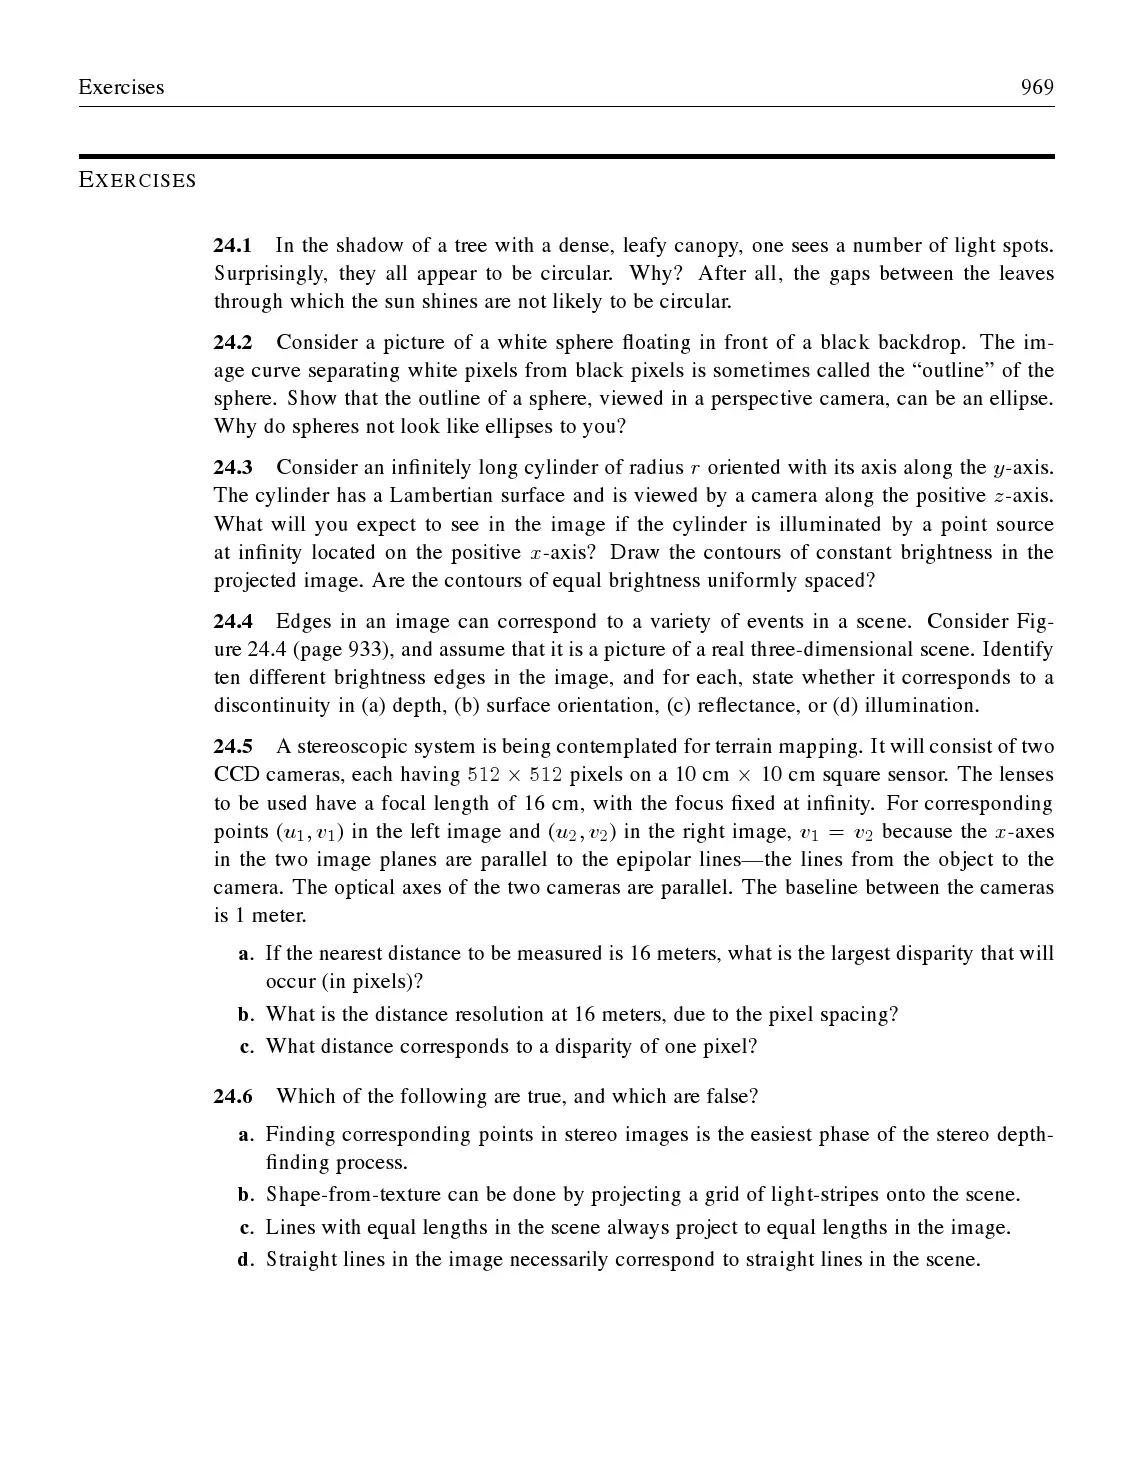 Exercises 969
EXERCISES
24.1 In the shadow of a tree with a dense, leafy canopy, one sees a number of light spots.
Surprisingly, they all appear to be circular. Why? After all, the gaps between the leaves
through which the sun shines are not likely to be circular.
24.2 Consider a picture of a white sphere floating in front of a black backdrop. The im-
age curve separating white pixels from black pixels is sometimes called the “outline” of the
sphere. Show that the outline of a sphere, viewed in a perspective camera, can be an ellipse.
Why do spheres not look like ellipses to you?
24.3 Consider an infinitely long cylinder of radius r oriented with its axis along the y-axis.
The cylinder has a Lambertian surface and is viewed by a camera along the positive z-axis.
What will you expect to see in the image if the cylinder is illuminated by a point source
at infinity located on the positive x-axis? Draw the contours of constant brightness in the
projected image. Are the contours of equal brightness uniformly spaced?
24.4 Edges in an image can correspond to a variety of events in a scene. Consider Fig-
ure 24.4 (page 933), and assume that it is a picture of a real three-dimensional scene. Identify
ten different brightness edges in the image, and for each, state whether it corresponds to a
discontinuity in (a) depth, (b) surface orientation, (c) reflectance, or (d) illumination.
24.5 A stereoscopic system is being contemplated for terrain mapping. It will consist of two
CCD cameras, each having 512 × 512 pixels on a 10 cm × 10 cm square sensor. The lenses
to be used have a focal length of 16 cm, with the focus fixed at infinity. For corresponding
points (u1, v1) in the left image and (u2, v2) in the right image, v1 = v2 because the x-axes
in the two image planes are parallel to the epipolar lines—the lines from the object to the
camera. The optical axes of the two cameras are parallel. The baseline between the cameras
is 1 meter.
a. If the nearest distance to be measured is 16 meters, what is the largest disparity that will
occur (in pixels)?
b. What is the distance resolution at 16 meters, due to the pixel spacing?
c. What distance corresponds to a disparity of one pixel?
24.6 Which of the following are true, and which are false?
a. Finding corresponding points in stereo images is the easiest phase of the stereo depth-
finding process.
b. Shape-from-texture can be done by projecting a grid of light-stripes onto the scene.
c. Lines with equal lengths in the scene always project to equal lengths in the image.
d. Straight lines in the image necessarily correspond to straight lines in the scene.